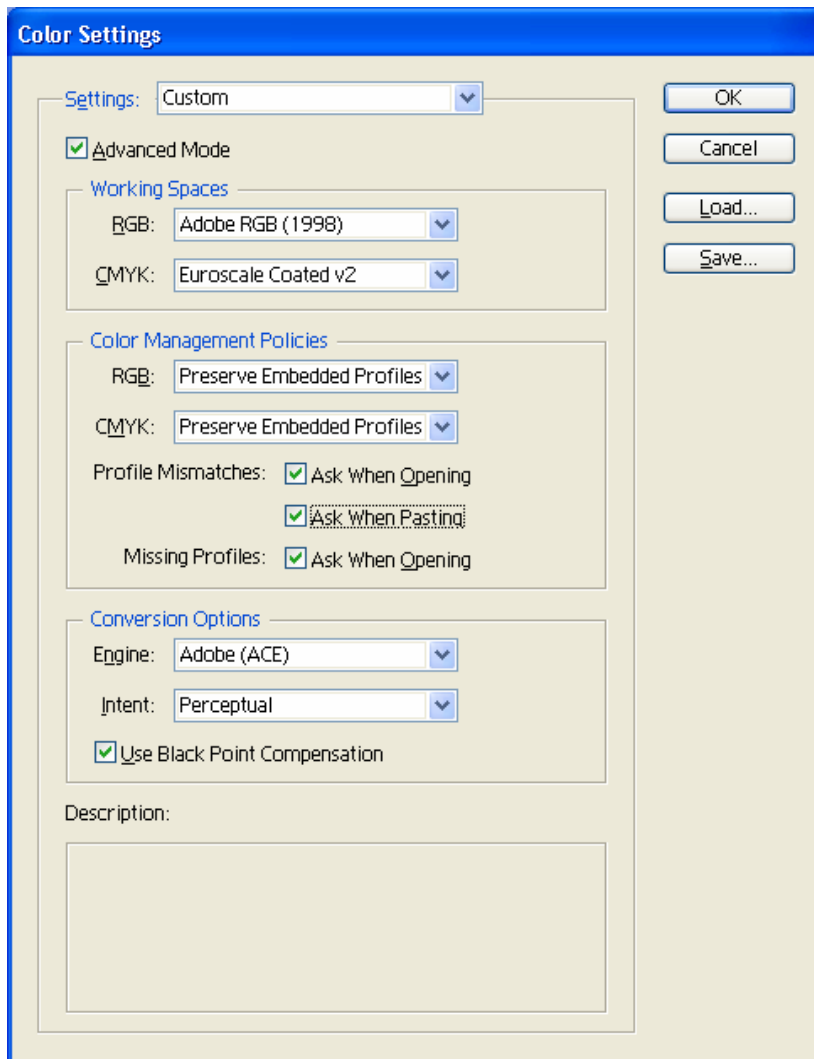 Color Settings
Settings: Custom
OK
Advanced Mode
Cancel
Working Spaces
RGB: Adobe RGB (1998)
Load...
CMYK: Euroscale Coated v2
Save...
Color Management Policies
RGB: Preserve Embedded Profiles
CMYK: Preserve Embedded Profiles
Profile Mismatches: Ask When Opening
Ask When Pasting
Missing Profiles: Ask When Opening
Conversion Options
Engine: Adobe (ACE)
Intent: Perceptual
Use Black Point Compensation
Description: